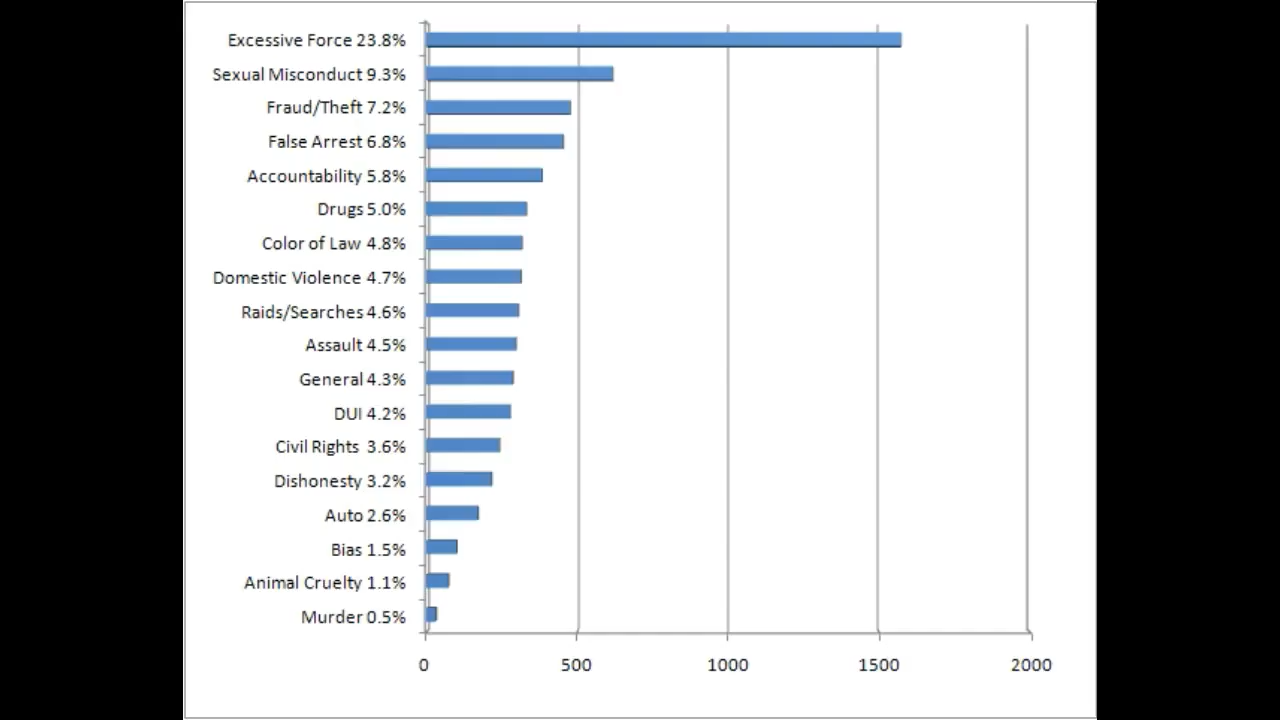 Excessive Force 23.8%
Sexual Misconduct 9.3%
Fraud/Theft 7.2%
False Arrest 6.8%
Accountability 5.8%
Drugs 5.0%
Color of Law 4.8%
Domestic Violence 4.7%
Raids/Searches 4.6%
Assault 4.5%
General 4.3%
DUI 4.2%
Civil Rights 3.6%
Dishonesty 3.2%
Auto 2.6%
Bias 1.5%
Animal Cruelty 1.1%
Murder 0.5%
0 500 1000 1500 2000